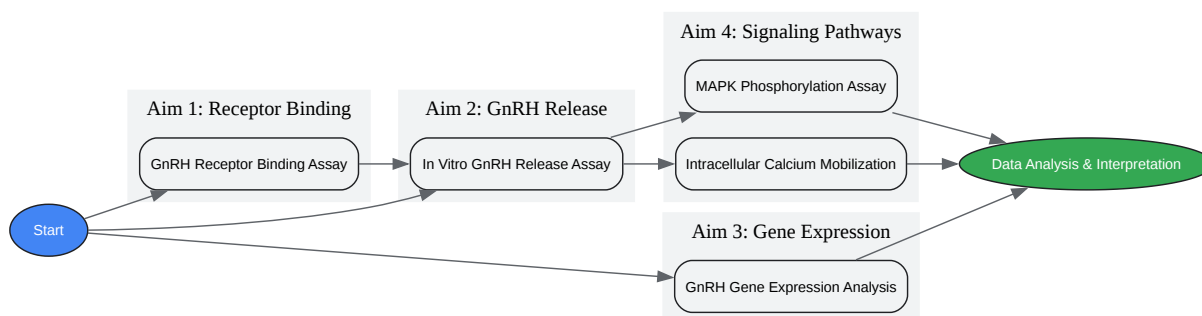 Aim 4: Signaling Pathways
MAPK Phosphorylation Assay
Aim 1: Receptor Binding
Aim 2: GnRH Release
GnRH Receptor Binding Assay
In Vitro GnRH Release Assay
Intracellular Calcium Mobilization
Data Analysis & Interpretation
Start
Aim 3: Gene Expression
GnRH Gene Expression Analysis